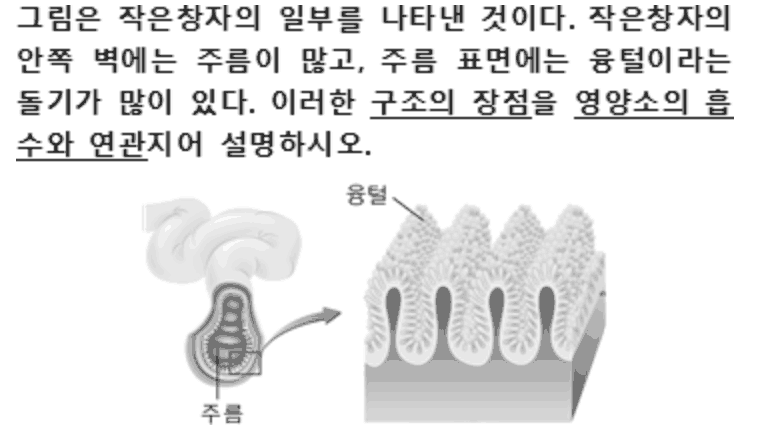 그림은 작은창자의 일부를 나타낸 것이다. 작은창자의
안쪽 벽에는 주름이 많고, 주름 표면에는 융털이라는
돌기가 많이 있다. 이러한 구조의 장점을 영양소의 흡
수와 연관지어 설명하시오.
융털
주름